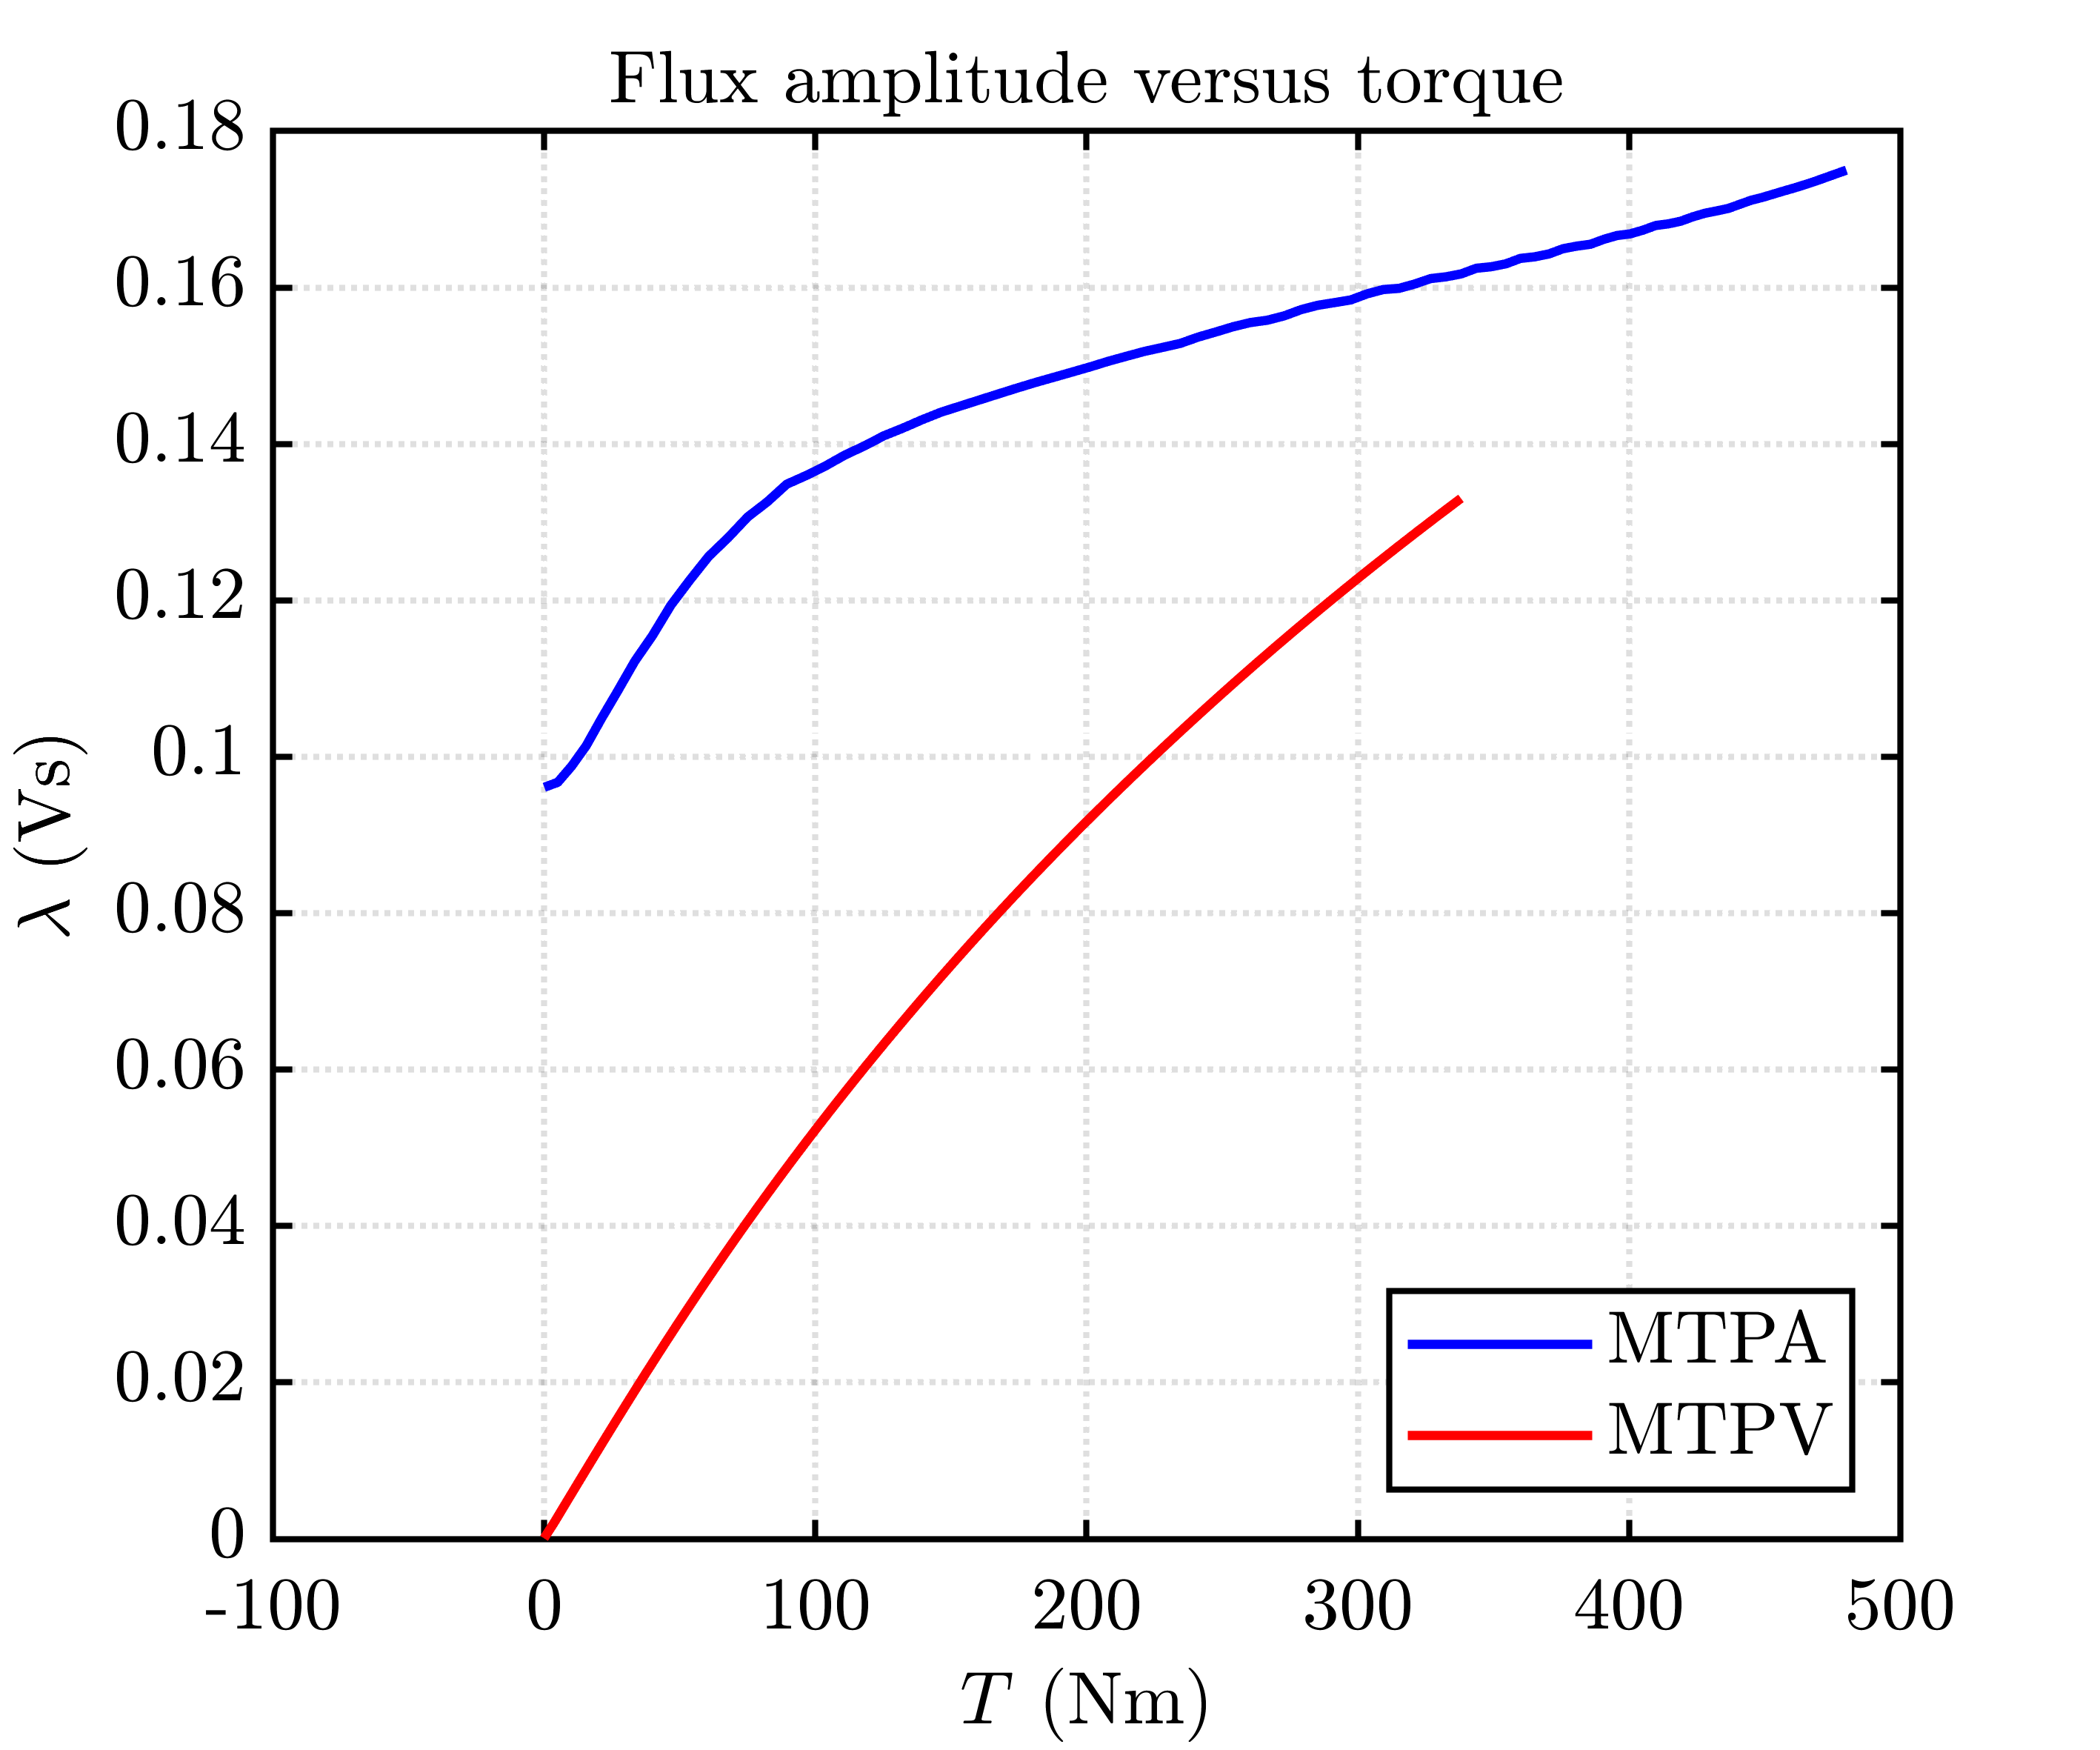 Flux amplitude versus torque
0.18
0.16
0.14
0.12
0.1
0.08
0.06
0.04
0.02
0
λ (Vs)
MTPA
MTPV
-100 0 100 200 300 400 500
T (Nm)